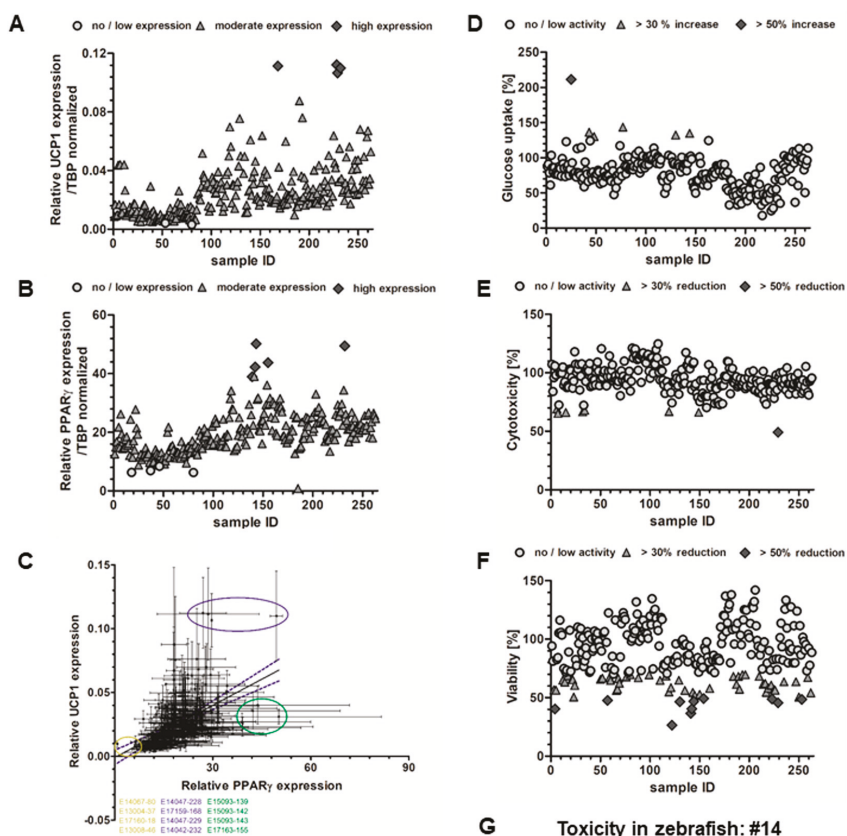 A
no / low expression moderate expression high expression
Relative UCP1 expression
/TBP normalized
0.12
0.08
0.04
0.00
0 50 100 150 200 250
sample ID
B
no / low expression moderate expression high expression
Relative PPARγ expression
/TBP normalized
60
40
20
0
0 50 100 150 200 250
sample ID
C
Relative UCP1 expression
0.15
0.10
0.05
0.00
-0.05
30 60 90
Relative PPARγ expression
E14067-80 E14047-228 E15093-139
E13004-37 E17159-168 E15093-142
E17160-18 E14047-229 E15093-143
E13008-46 E14042-232 E17163-155
D
no / low activity > 30 % increase > 50% increase
Glucose uptake [%]
250
200
150
100
50
0
0 50 100 150 200 250
sample ID
E
no / low activity > 30% reduction > 50% reduction
Cytotoxicity [%]
150
100
50
0
0 50 100 150 200 250
sample ID
F
no / low activity > 30% reduction > 50% reduction
Viability [%]
150
100
50
0
0 50 100 150 200 250
sample ID
G
Toxicity in zebrafish: #14